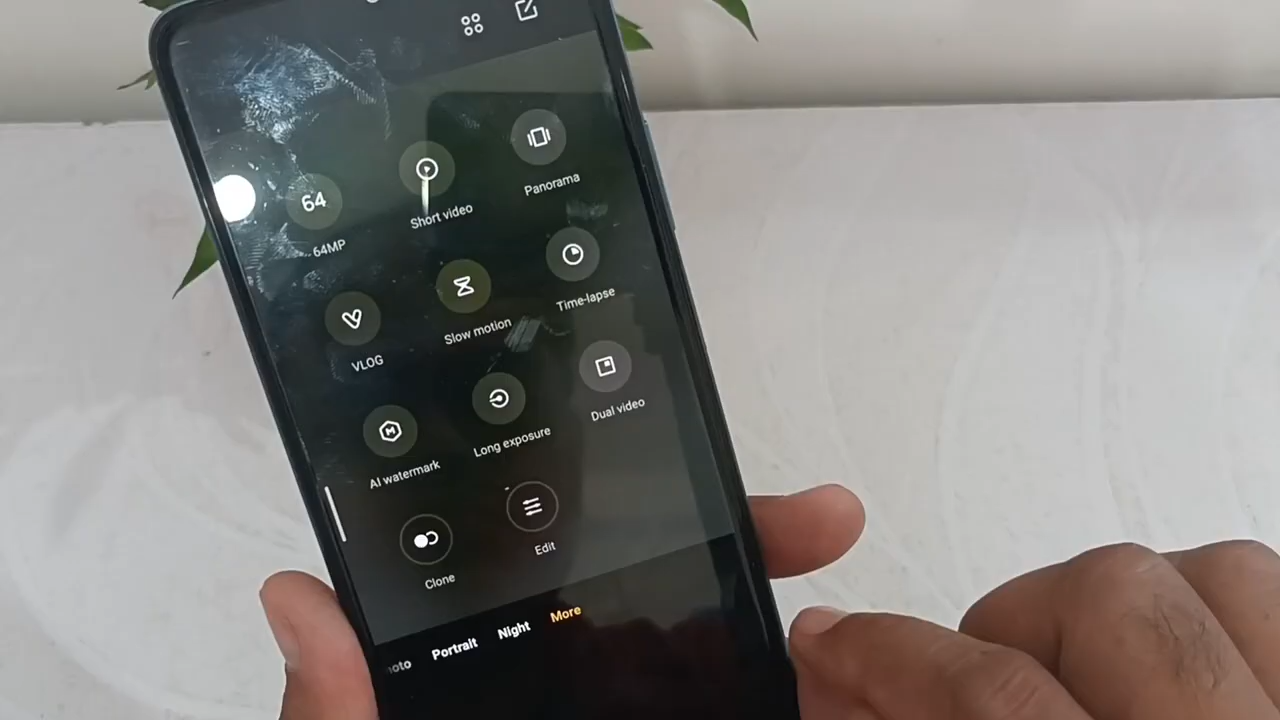 64
64MP
Short video
Panorama
VLOG
Slow motion
Time-lapse
AI watermark
Long exposure
Dual video
Clone
Edit
oto Portrait Night More